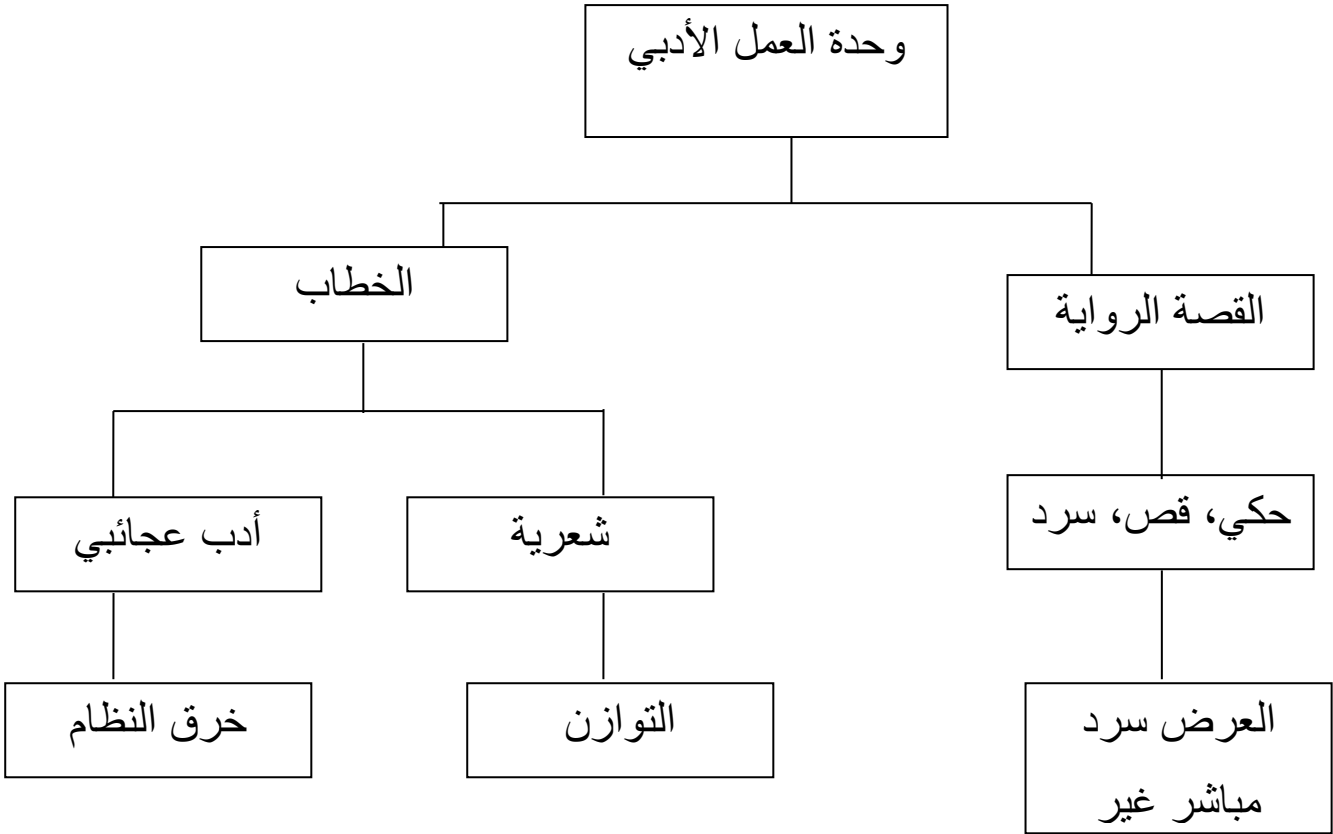 وحدة العمل الأدبي
الخطاب
القصة الرواية
حكي، قص، سرد
شعرية
أدب عجائبي
العرض سرد
مباشر غير
التوازن
خرق النظام